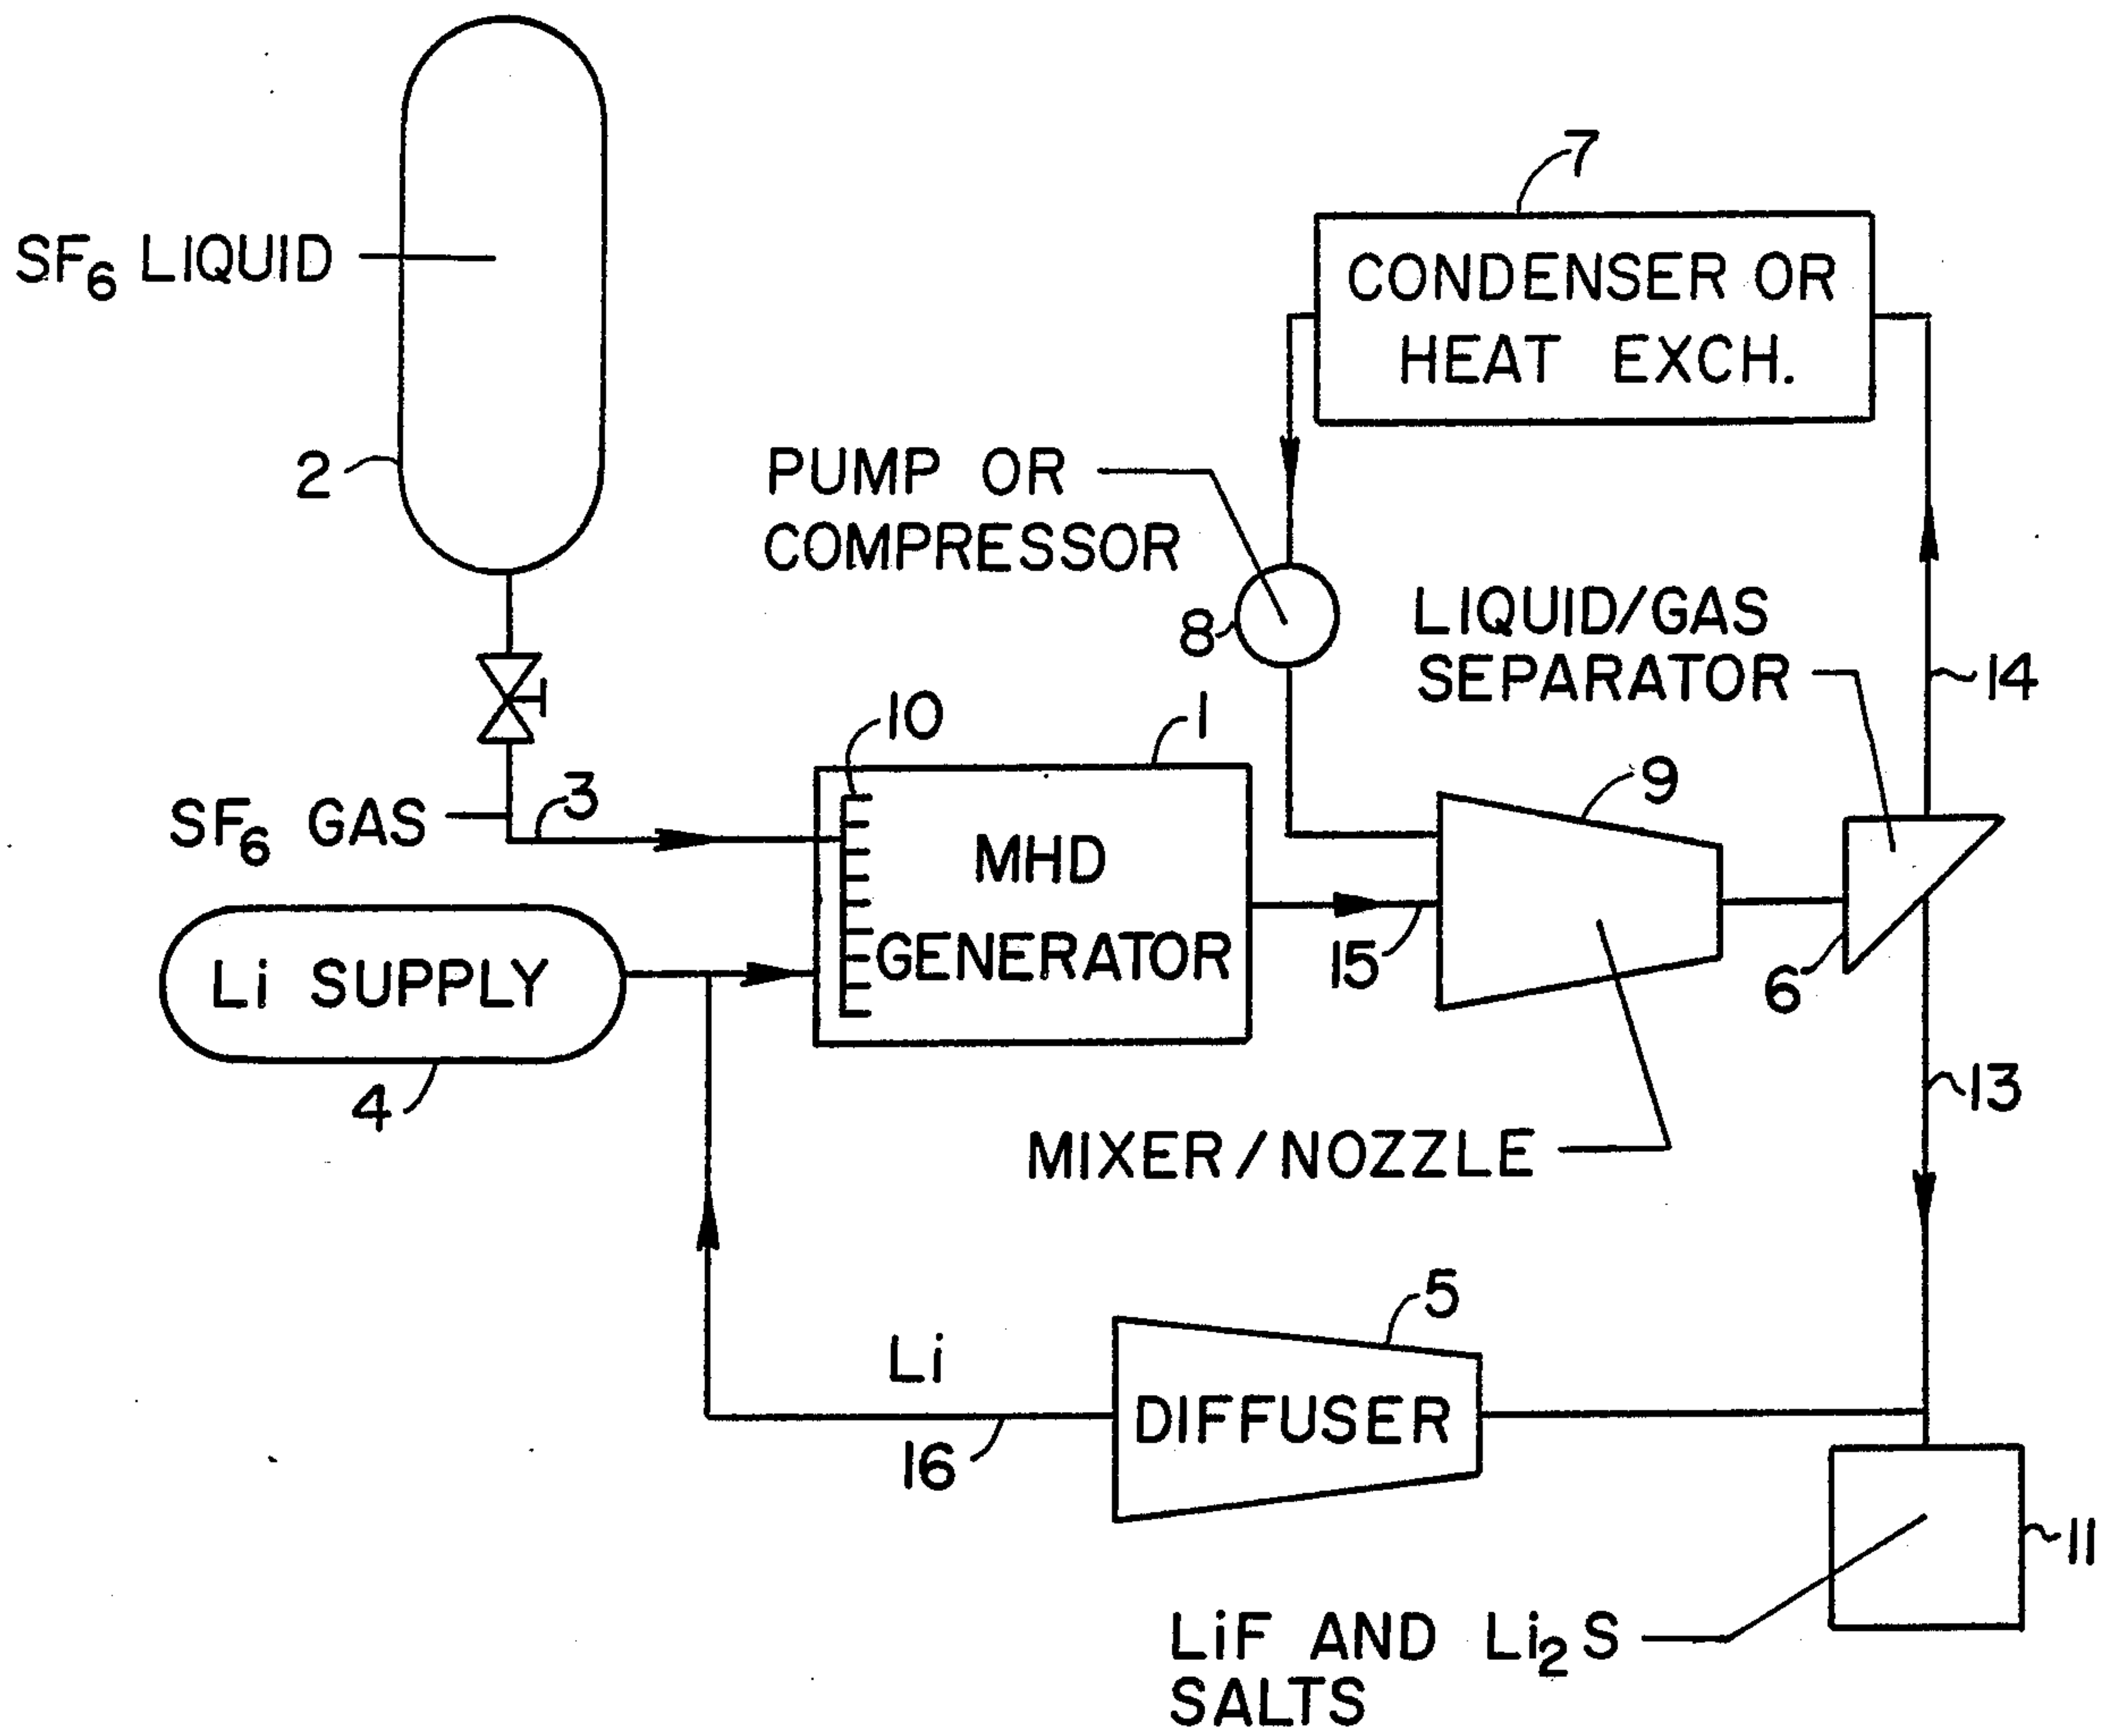 7
SF6 LIQUID
CONDENSER OR
HEAT EXCH.
2
PUMP OR
COMPRESSOR
8
LIQUID/GAS
SEPARATOR
14
10
1
SF6 GAS
3
9
MHD
GENERATOR
15
6
Li SUPPLY
4
13
MIXER/NOZZLE
5
Li
DIFFUSER
16
11
LiF AND Li2S
SALTS